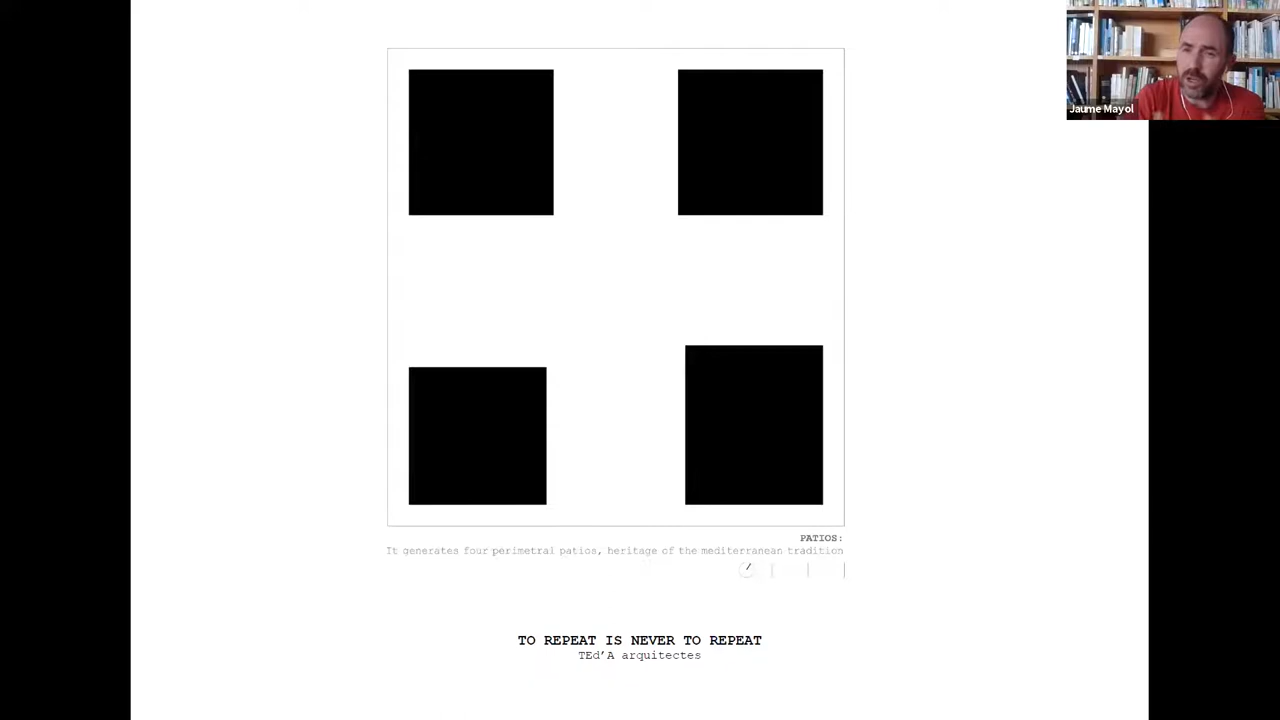 Jaume Mayol
PATIOS:
It generates four perimetral patios, heritage of the mediterranean tradition
TO REPEAT IS NEVER TO REPEAT
TEd'A arquitectes